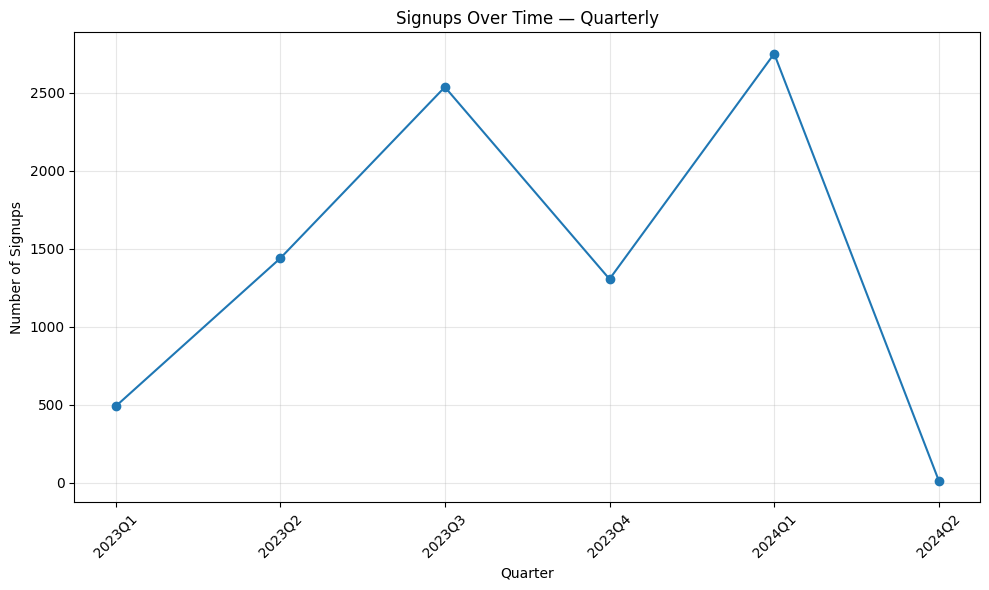 Signups Over Time — Quarterly
Number of Signups
2500
2000
1500
1000
500
0
2023Q1
2023Q2
2023Q3
2023Q4
2024Q1
2024Q2
Quarter